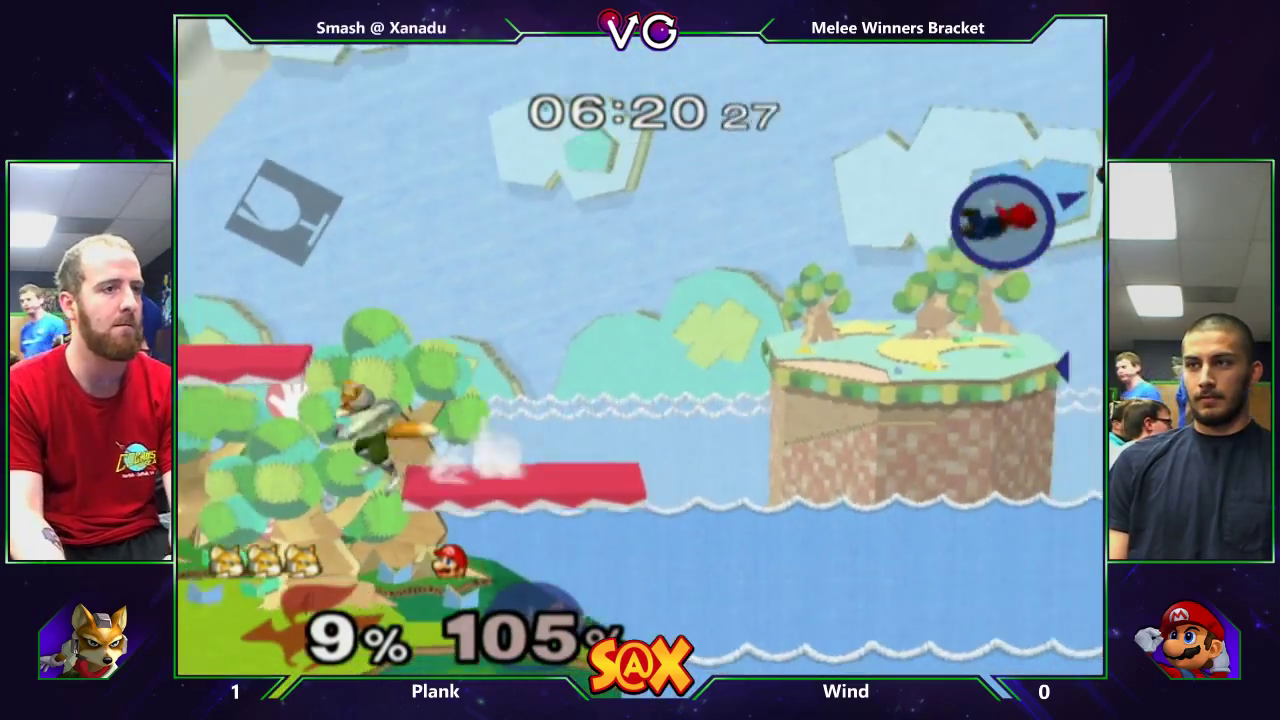 Smash @ Xanadu
VG
Melee Winners Bracket
06:20 27
9% 105%
S@X
1
Plank
Wind
0